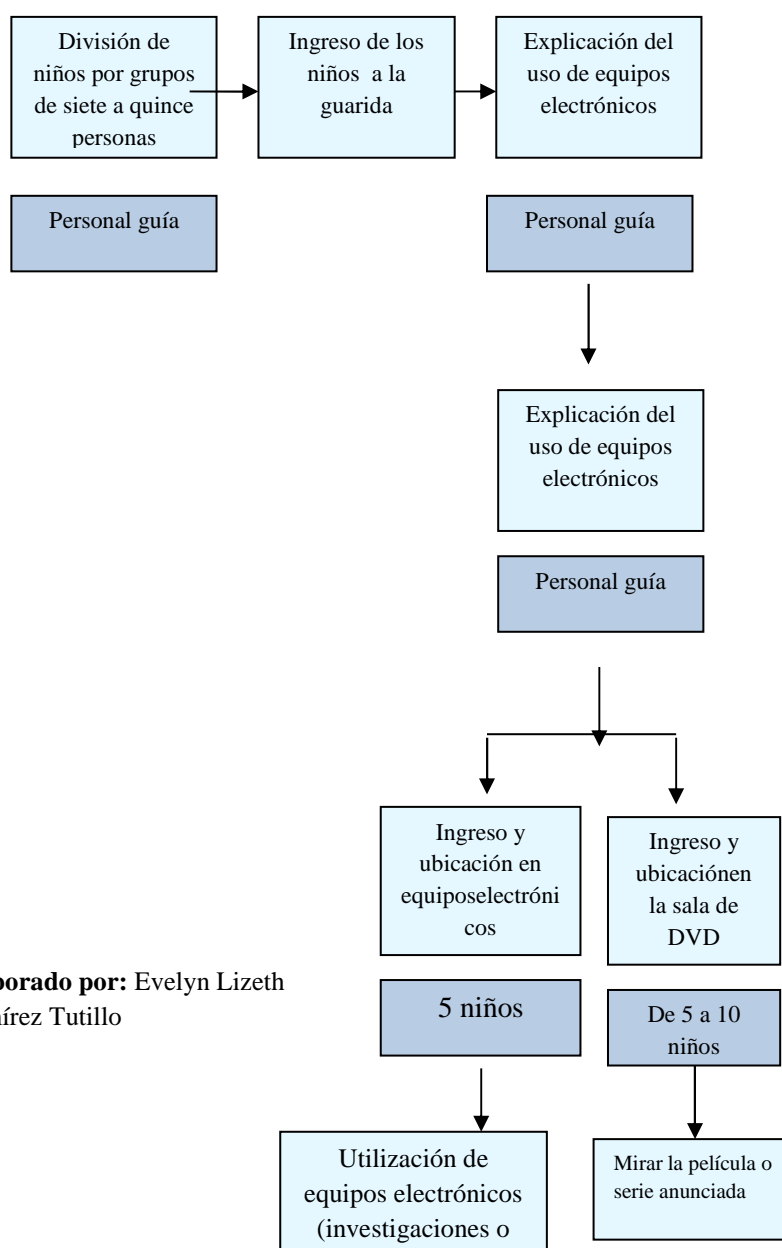 División de
niños por grupos
de siete a quince
personas
Ingreso de los
niños a la
guarida
Explicación del
uso de equipos
electrónicos
Personal guía
Personal guía
Explicación del
uso de equipos
electrónicos
Personal guía
Ingreso y
ubicación en
equiposelectróni
cos
Ingreso y
ubicaciónen
la sala de
DVD
porado por: Evelyn Lizeth
írez Tutillo
5 niños
De 5 a 10
niños
Utilización de
equipos electrónicos
(investigaciones o
Mirar la película o
serie anunciada